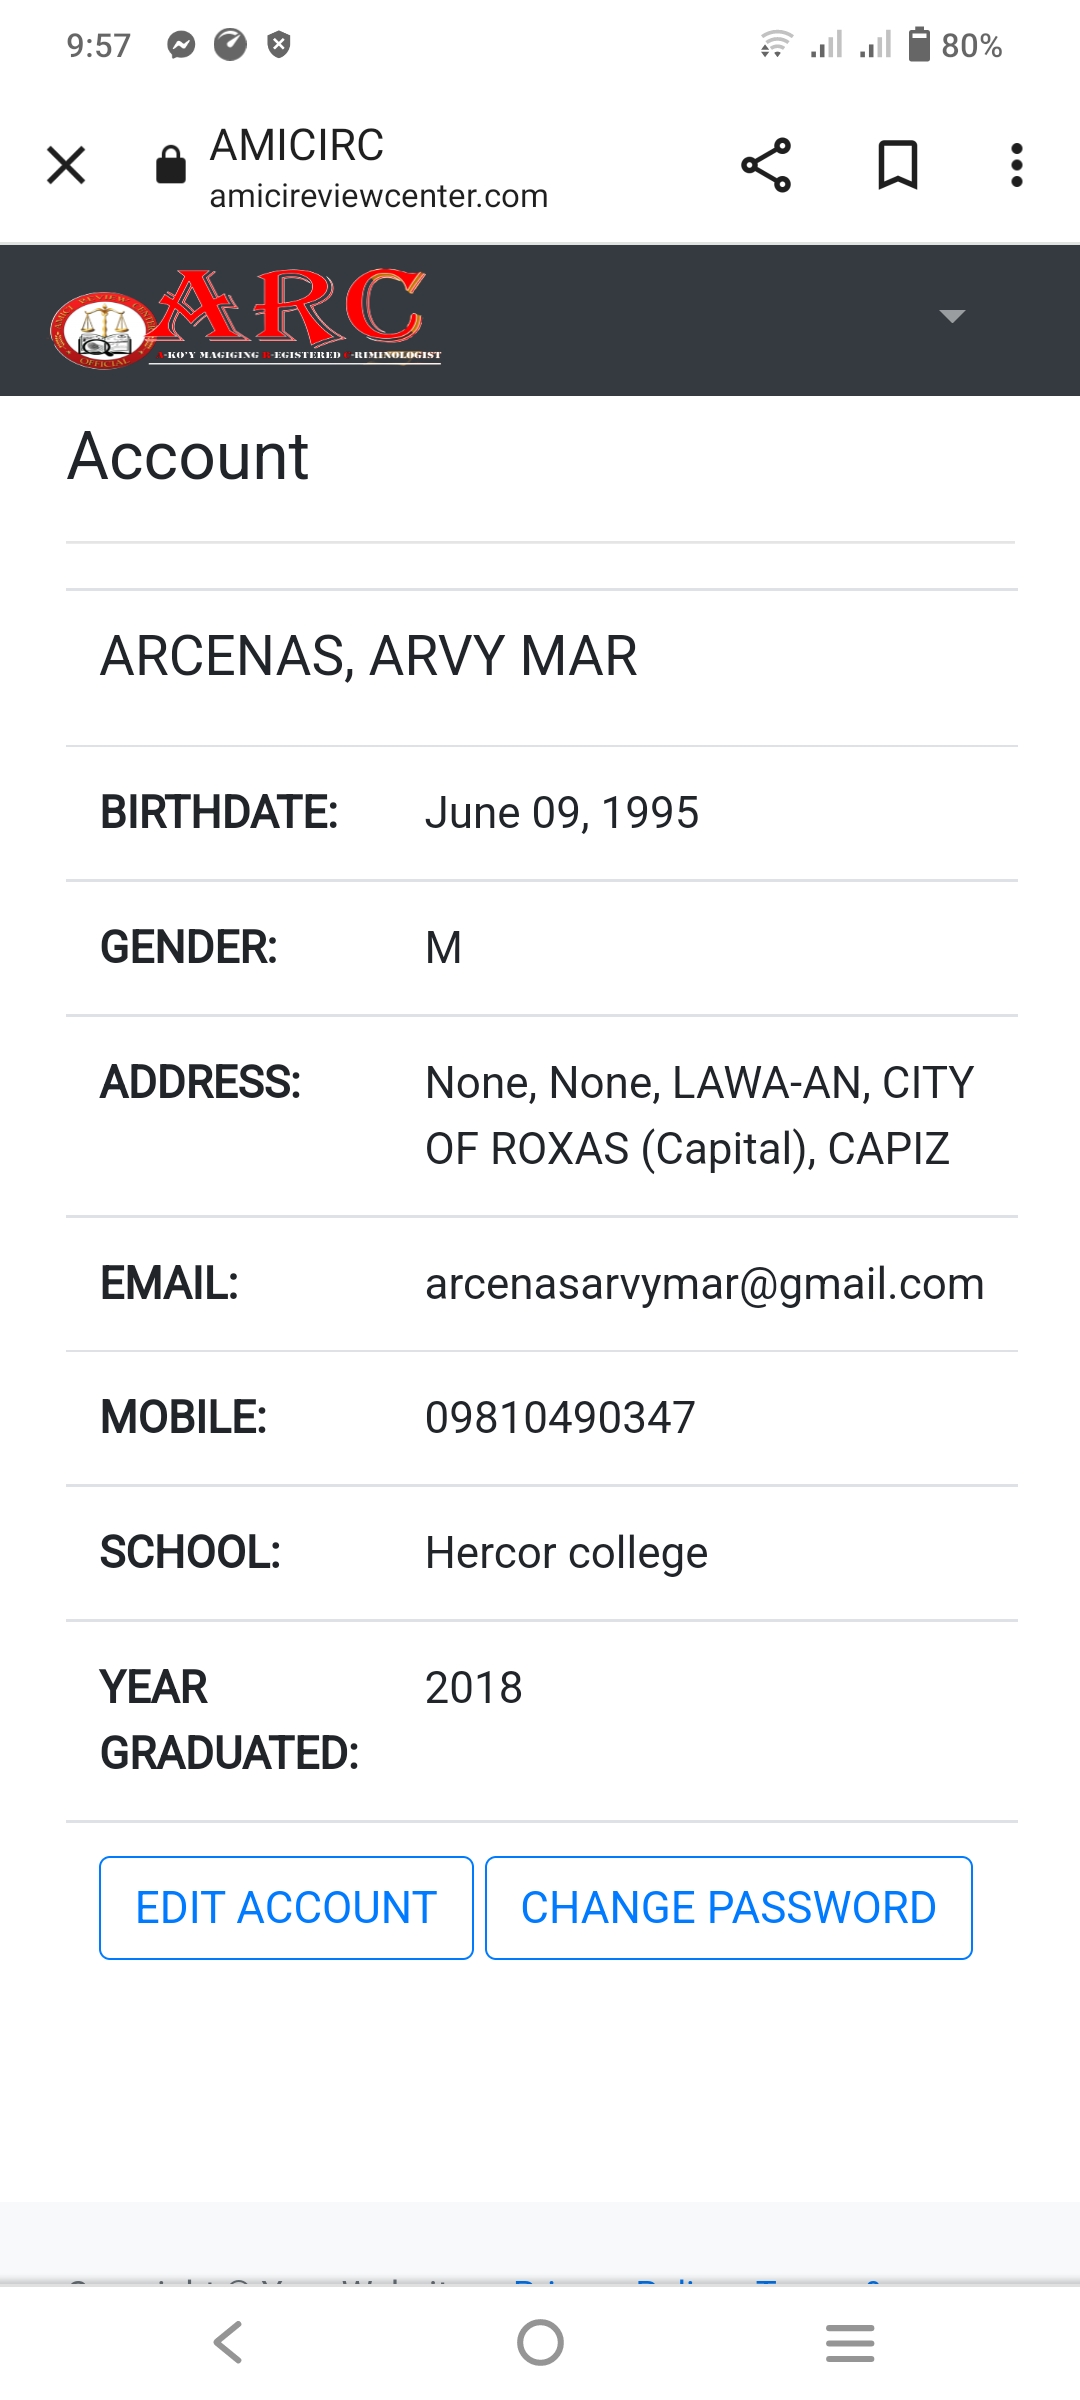 9:57 80%
AMICIRC
amicireviewcenter.com
ARC
A-KO'Y MAGIGING R-EGISTERED C-RIMINOLOGIST
Account
ARCENAS, ARVY MAR
BIRTHDATE: June 09, 1995
GENDER: M
ADDRESS: None, None, LAWA-AN, CITY
OF ROXAS (Capital), CAPIZ
EMAIL: arcenasarvymar@gmail.com
MOBILE: 09810490347
SCHOOL: Hercor college
YEAR 2018
GRADUATED:
EDIT ACCOUNT CHANGE PASSWORD